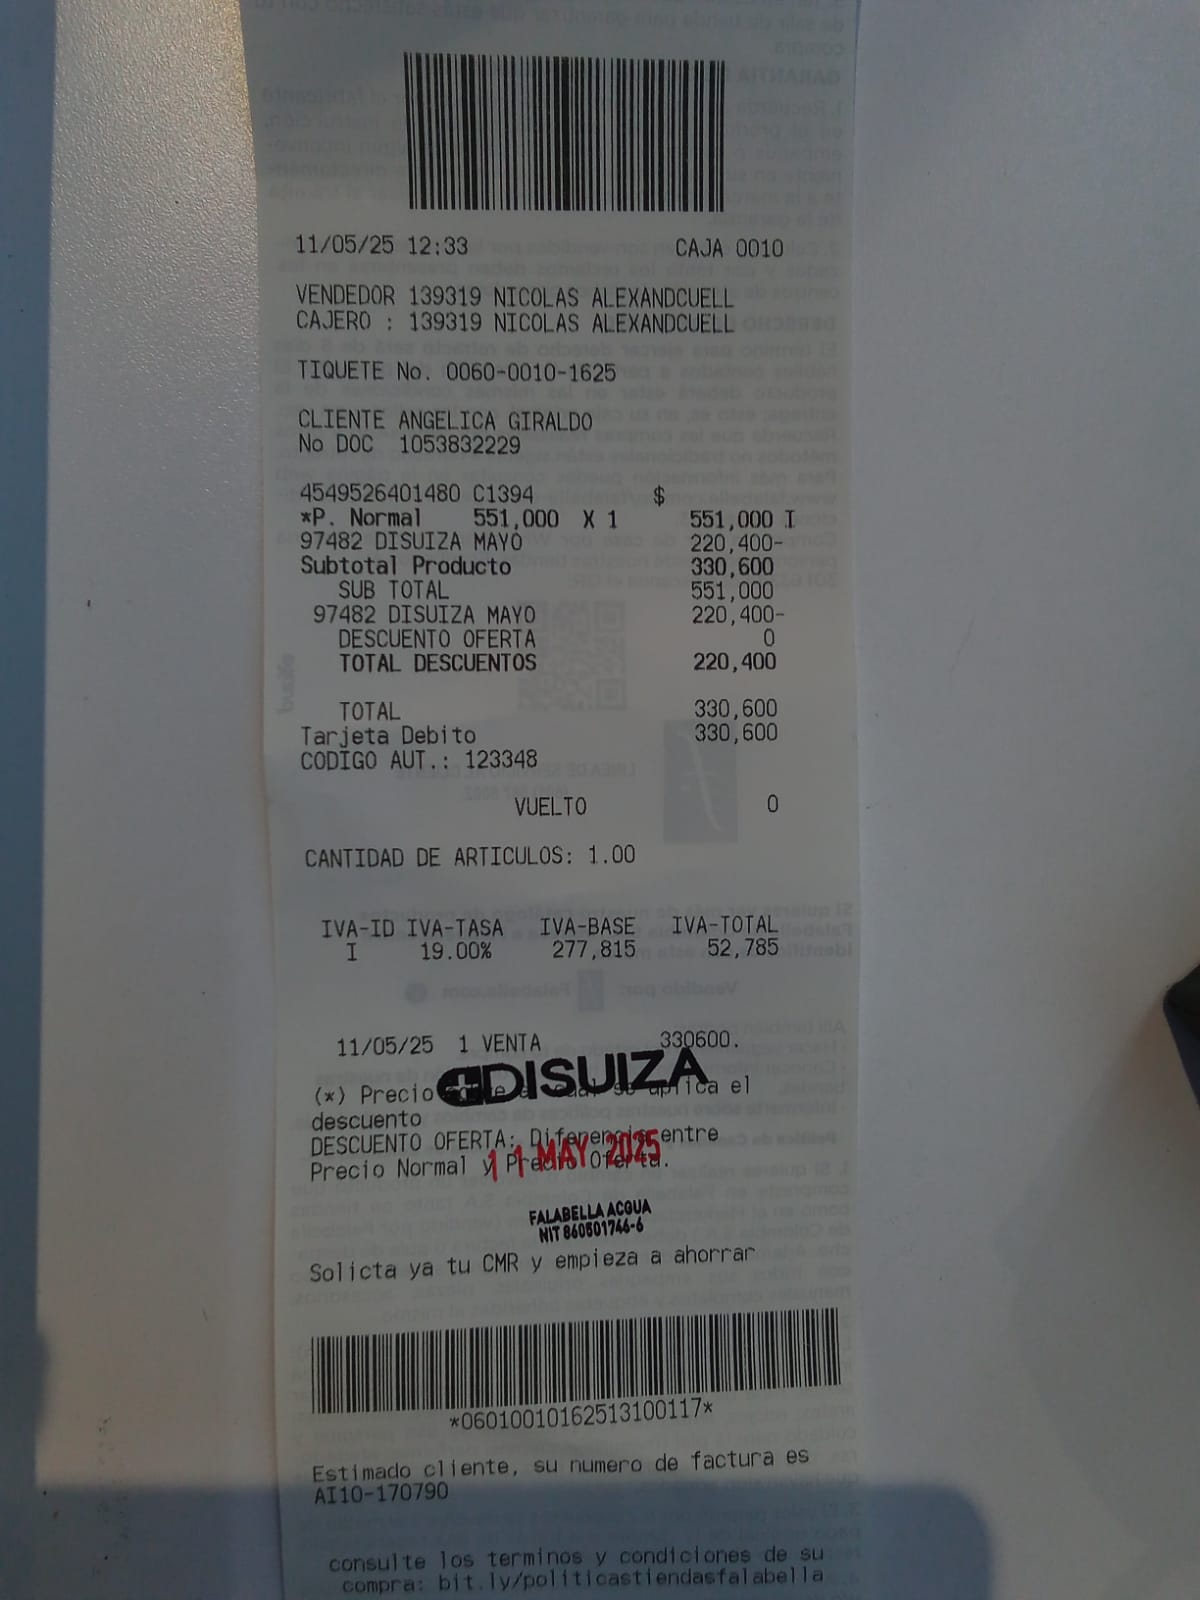 11/05/25 12:33 CAJA 0010
VENDEDOR 139319 NICOLAS ALEXANDCUELL
CAJERO : 139319 NICOLAS ALEXANDCUELL
TIQUETE No. 0060-0010-1625
CLIENTE ANGELICA GIRALDO
No DOC 1053832229
4549526401480 C1394 $
*P. Normal 551,000 X 1 551,000 I
97482 DISUIZA MAYO 220,400-
Subtotal Producto 330,600
SUB TOTAL 551,000
97482 DISUIZA MAYO 220,400-
DESCUENTO OFERTA 0
TOTAL DESCUENTOS 220,400
TOTAL 330,600
Tarjeta Debito 330,600
CODIGO AUT.: 123348
VUELTO 0
CANTIDAD DE ARTICULOS: 1.00
IVA-ID IVA-TASA IVA-BASE IVA-TOTAL
I 19.00% 277,815 52,785
11/05/25 1 VENTA 330600.
DISUIZA
(*) Precio se aplica el
descuento
DESCUENTO OFERTA: Diferencia entre
Precio Normal y Precio Oferta.
11 MAY 2025
FALABELLA ACQUA
NIT 860501746-6
Solicta ya tu CMR y empieza a ahorrar
*06010010162513100117*
Estimado cliente, su numero de factura es
AI10-170790
consulte los terminos y condiciones de su
compra: bit.ly/politicastiendasfalabella